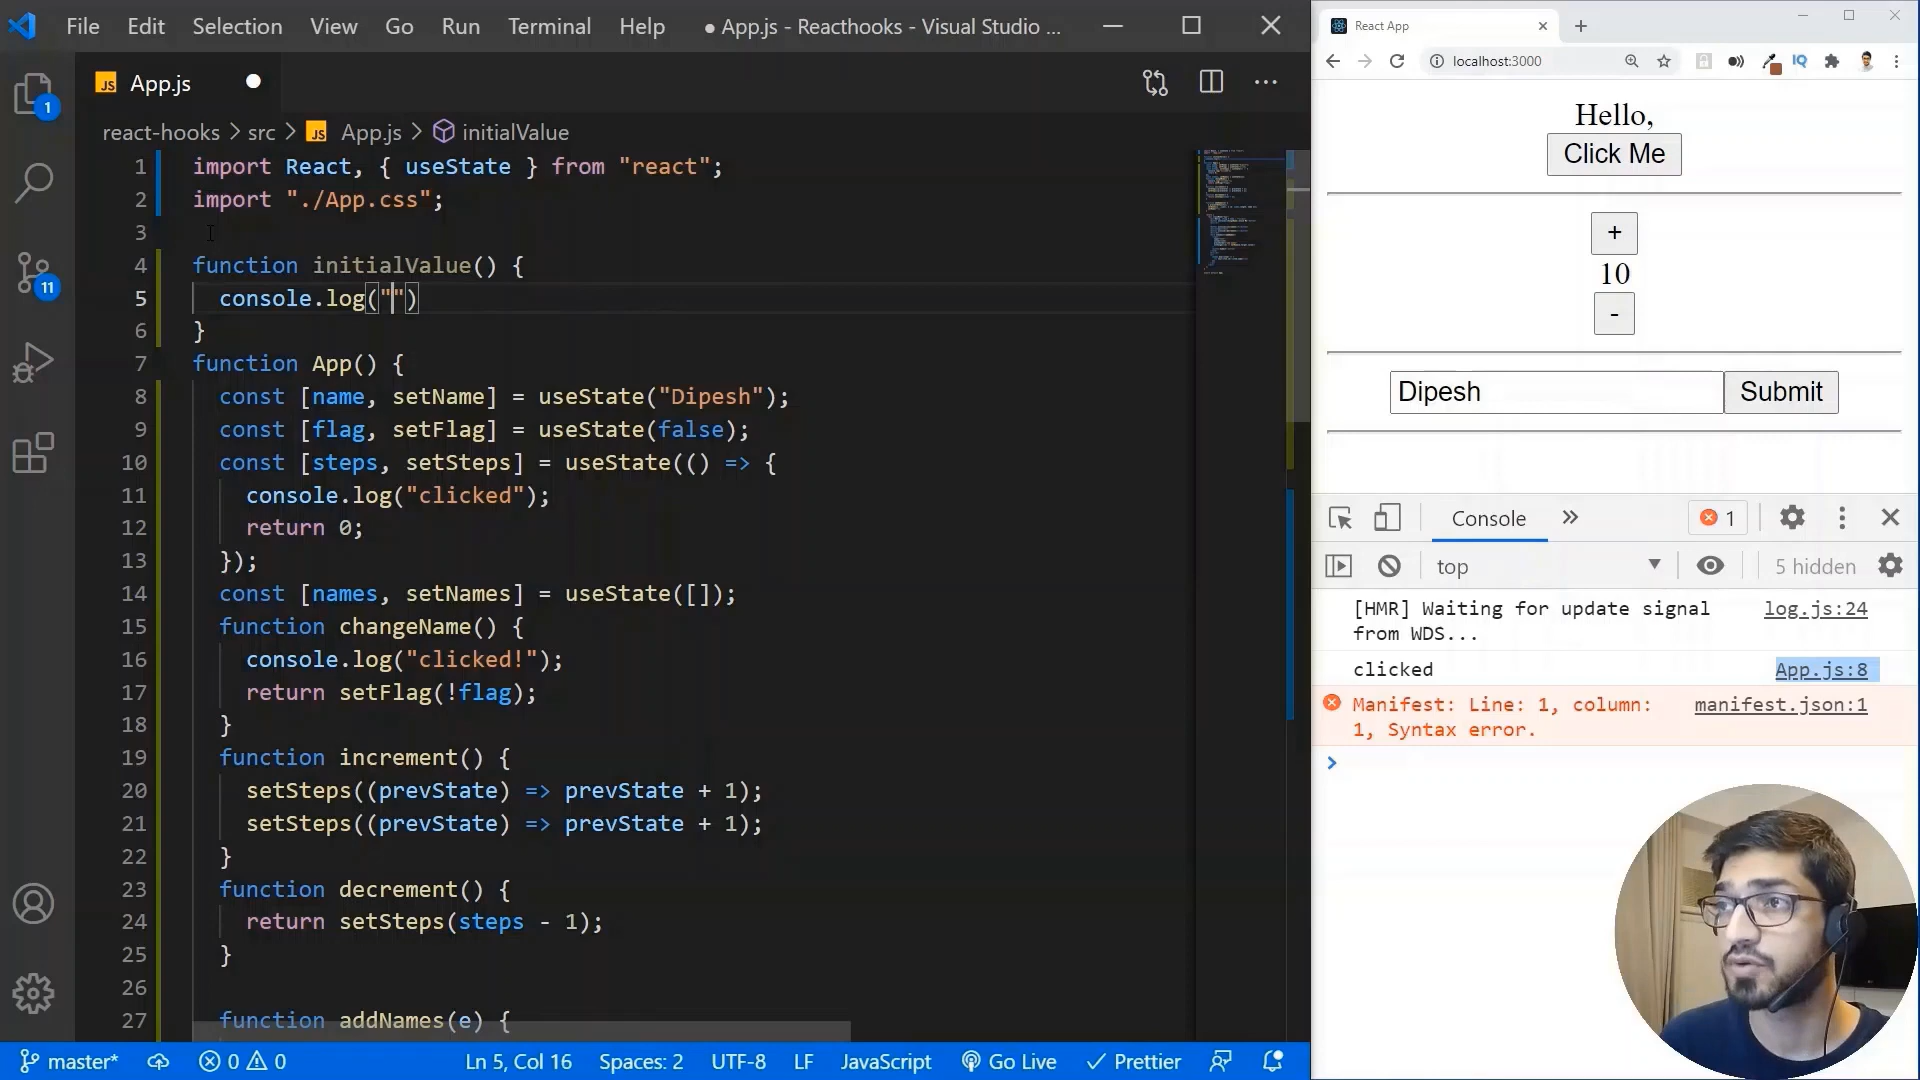 File Edit Selection View Go Run Terminal Help ● App.js - Reacthooks - Visual Studio ...
JS App.js
react-hooks > src > JS App.js > initialValue
1 import React, { useState } from "react";
2 import "./App.css";
3
4 function initialValue() {
5 console.log("")
6 }
7 function App() {
8 const [name, setName] = useState("Dipesh");
9 const [flag, setFlag] = useState(false);
10 const [steps, setSteps] = useState(() => {
11 console.log("clicked");
12 return 0;
13 });
14 const [names, setNames] = useState([]);
15 function changeName() {
16 console.log("clicked!");
17 return setFlag(!flag);
18 }
19 function increment() {
20 setSteps((prevState) => prevState + 1);
21 setSteps((prevState) => prevState + 1);
22 }
23 function decrement() {
24 return setSteps(steps - 1);
25 }
26
27 function addNames(e) {
1
11
master* 0 0 Ln 5, Col 16 Spaces: 2 UTF-8 LF JavaScript Go Live Prettier
React App
localhost:3000
IQ
Hello,
Click Me
+
10
-
Dipesh Submit
Console 1
top 5 hidden
[HMR] Waiting for update signal log.js:24
from WDS...
clicked App.js:8
Manifest: Line: 1, column: manifest.json:1
1, Syntax error.